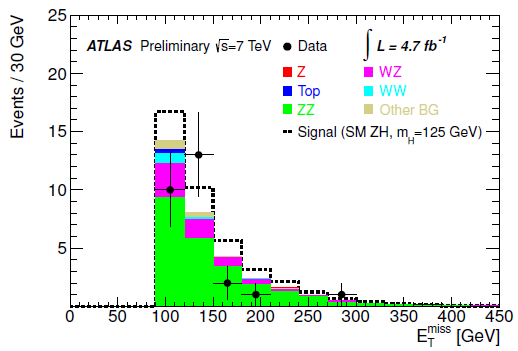 Events / 30 GeV
25
20
15
10
5
ATLAS Preliminary √s=7 TeV
Data
∫ L = 4.7 fb⁻¹
Z
WZ
Top
WW
ZZ
Other BG
Signal (SM ZH, m_H=125 GeV)
0 50 100 150 200 250 300 350 400 450
E_T^miss [GeV]